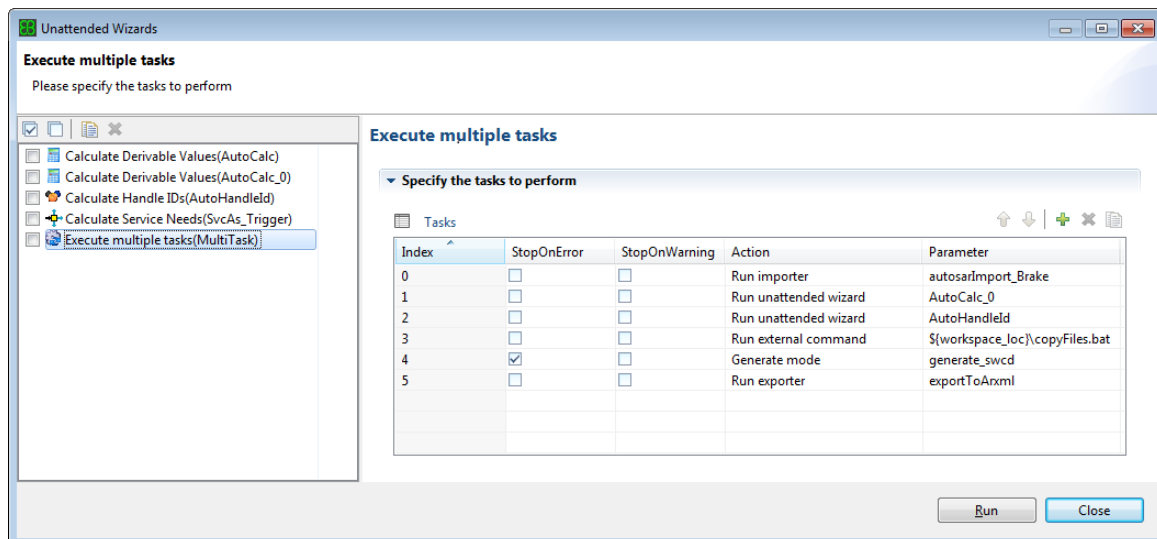 Unattended Wizards
Execute multiple tasks
Please specify the tasks to perform
Calculate Derivable Values(AutoCalc)
Calculate Derivable Values(AutoCalc_0)
Calculate Handle IDs(AutoHandleId)
Calculate Service Needs(SvcAs_Trigger)
Execute multiple tasks(MultiTask)
Execute multiple tasks
Specify the tasks to perform
Tasks
Index StopOnError StopOnWarning Action Parameter
0 Run importer autosarImport_Brake
1 Run unattended wizard AutoCalc_0
2 Run unattended wizard AutoHandleId
3 Run external command ${workspace_loc}\copyFiles.bat
4 Generate mode generate_swcd
5 Run exporter exportToArxml
Run Close